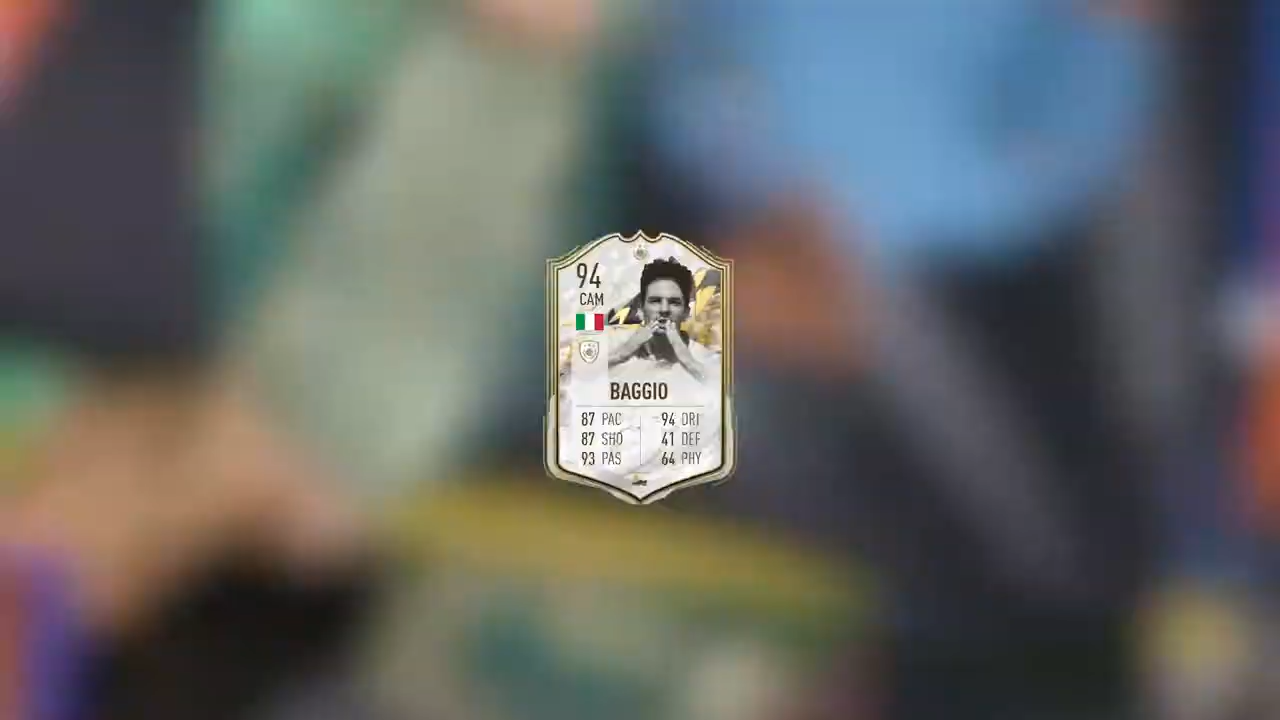 94
CAM
BAGGIO
87 PAC 94 DRI
87 SHO 41 DEF
93 PAS 64 PHY